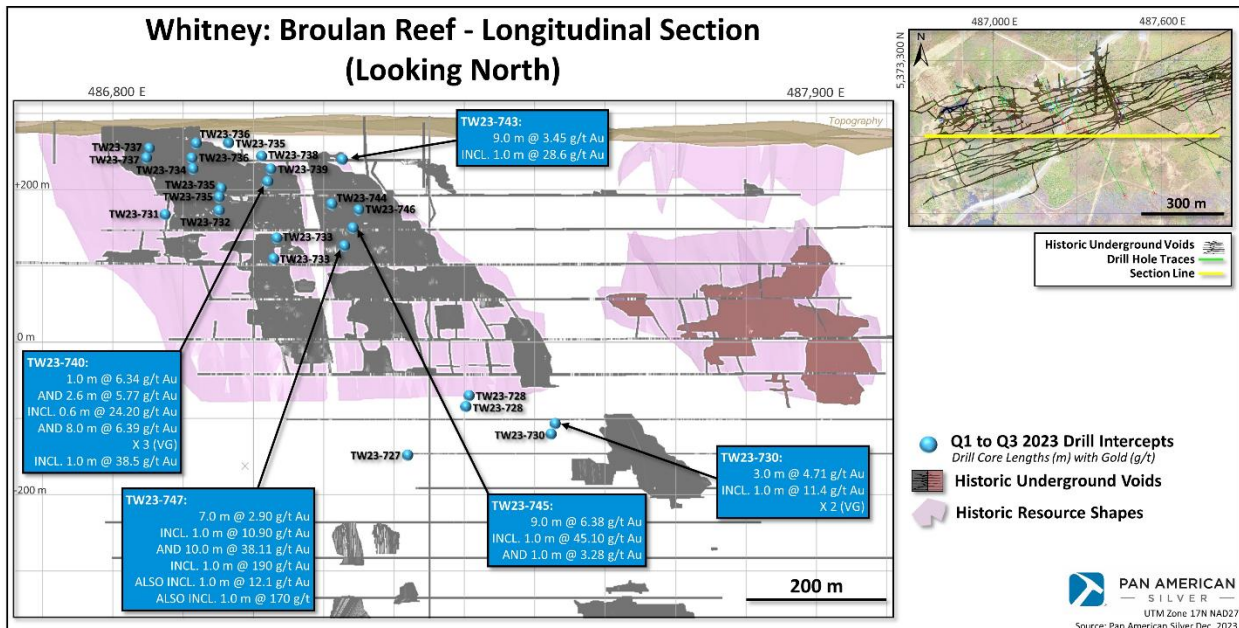 Whitney: Broulan Reef - Longitudinal Section
(Looking North)
486,800 E
487,900 E
Topography
+200 m
0 m
-200 m
TW23-737
TW23-737
TW23-734
TW23-736
TW23-735
TW23-736
TW23-738
TW23-739
TW23-735
TW23-735
TW23-731
TW23-732
TW23-733
TW23-733
TW23-744
TW23-746
TW23-728
TW23-728
TW23-730
TW23-727
TW23-743:
9.0 m @ 3.45 g/t Au
INCL. 1.0 m @ 28.6 g/t Au
TW23-740:
1.0 m @ 6.34 g/t Au
AND 2.6 m @ 5.77 g/t Au
INCL. 0.6 m @ 24.20 g/t Au
AND 8.0 m @ 6.39 g/t Au
X 3 (VG)
INCL. 1.0 m @ 38.5 g/t Au
TW23-747:
7.0 m @ 2.90 g/t Au
INCL. 1.0 m @ 10.90 g/t Au
AND 10.0 m @ 38.11 g/t Au
INCL. 1.0 m @ 190 g/t Au
ALSO INCL. 1.0 m @ 12.1 g/t Au
ALSO INCL. 1.0 m @ 170 g/t
TW23-745:
9.0 m @ 6.38 g/t Au
INCL. 1.0 m @ 45.10 g/t Au
AND 1.0 m @ 3.28 g/t Au
TW23-730:
3.0 m @ 4.71 g/t Au
INCL. 1.0 m @ 11.4 g/t Au
X 2 (VG)
200 m
487,000 E
487,600 E
5,373,300 N
N
300 m
Historic Underground Voids
Drill Hole Traces
Section Line
Q1 to Q3 2023 Drill Intercepts
Drill Core Lengths (m) with Gold (g/t)
Historic Underground Voids
Historic Resource Shapes
PAN AMERICAN
SILVER
UTM Zone 17N NAD27
Source: Pan American Silver Dec. 2023